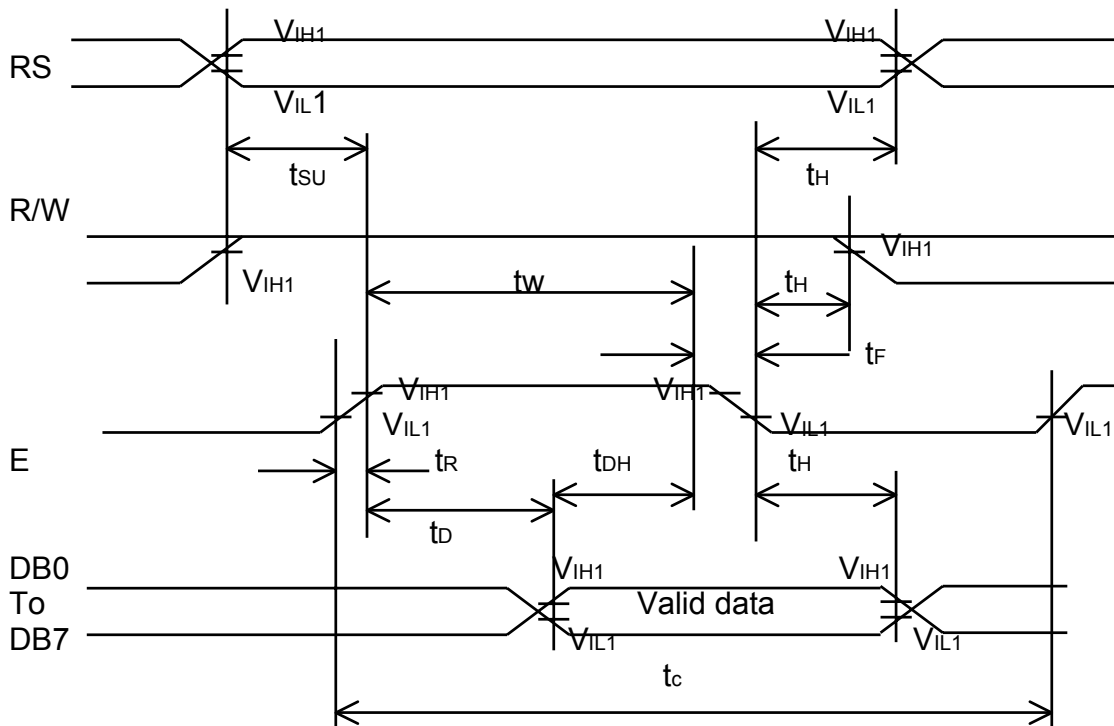 VIH1 VIH1
RS
VIL1 VIL1
tSU tH
R/W
VIH1
VIH1
tW tH
tF
VIH1 VIH1
VIL1 VIL1 VIL1
E
tR tDH tH
tD
DB0 VIH1 VIH1
To Valid data
DB7 VIL1 VIL1
tc